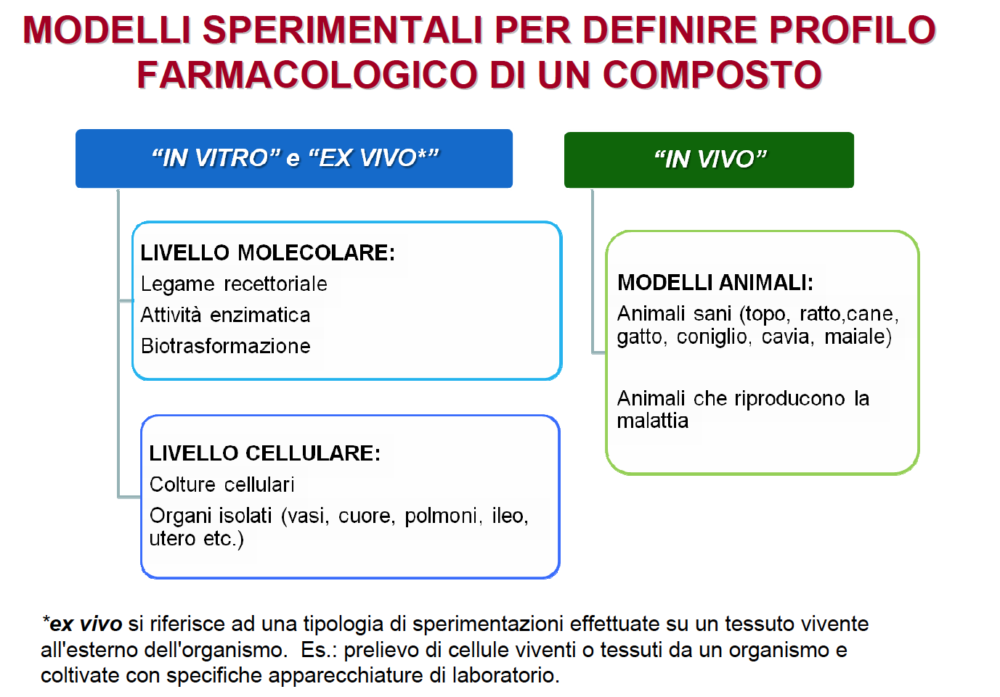 MODELLI SPERIMENTALI PER DEFINIRE PROFILO
FARMACOLOGICO DI UN COMPOSTO
“IN VITRO” e “EX VIVO*”
LIVELLO MOLECOLARE:
Legame recettoriale
Attività enzimatica
Biotrasformazione
LIVELLO CELLULARE:
Colture cellulari
Organi isolati (vasi, cuore, polmoni, ileo,
utero etc.)
“IN VIVO”
MODELLI ANIMALI:
Animali sani (topo, ratto,cane,
gatto, coniglio, cavia, maiale)
Animali che riproducono la
malattia
*ex vivo si riferisce ad una tipologia di sperimentazioni effettuate su un tessuto vivente
all'esterno dell'organismo.  Es.: prelievo di cellule viventi o tessuti da un organismo e
coltivate con specifiche apparecchiature di laboratorio.